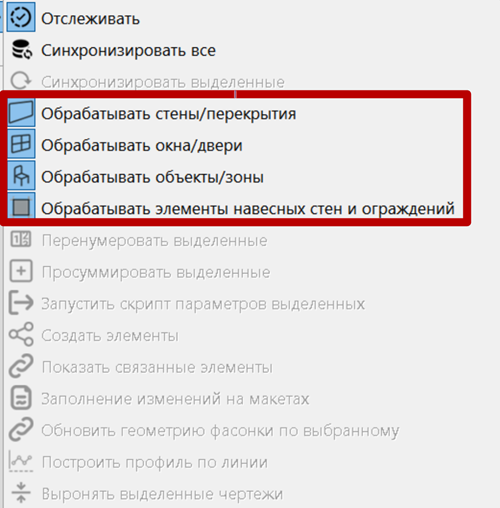 Отслеживать
Синхронизировать все
Синхронизировать выделенные
Обрабатывать стены/перекрытия
Обрабатывать окна/двери
Обрабатывать объекты/зоны
Обрабатывать элементы навесных стен и ограждений
Перенумеровать выделенные
Просуммировать выделенные
Запустить скрипт параметров выделенных
Создать элементы
Показать связанные элементы
Заполнение изменений на макетах
Обновить геометрию фасонки по выбранному
Построить профиль по линии
Выронять выделенные чертежи